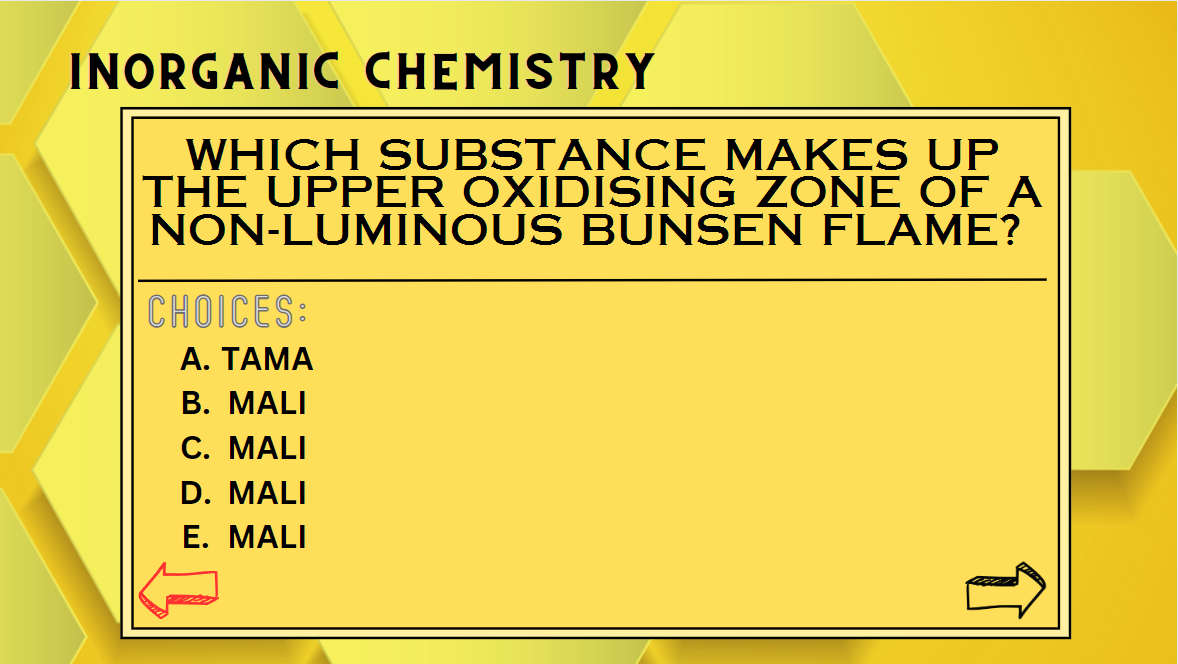 INORGANIC CHEMISTRY
WHICH SUBSTANCE MAKES UP
THE UPPER OXIDISING ZONE OF A
NON-LUMINOUS BUNSEN FLAME?
CHOICES:
A. TAMA
B. MALI
C. MALI
D. MALI
E. MALI